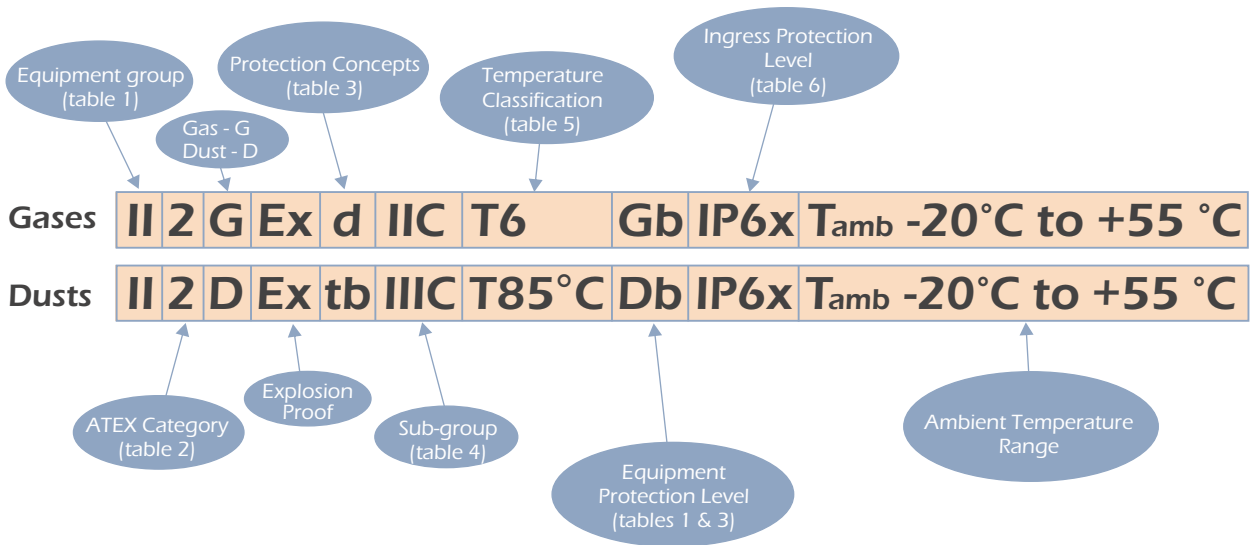 Ingress Protection
Level
(table 6)
Protection Concepts
(table 3)
Equipment group
(table 1)
Temperature
Classification
(table 5)
Gas - G
Dust - D
Gases II 2 G Ex d IIC T6 Gb IP6x Tamb -20°C to +55 °C
Dusts II 2 D Ex tb IIIC T85°C Db IP6x Tamb -20°C to +55 °C
Explosion
Proof
ATEX Category
(table 2)
Sub-group
(table 4)
Ambient Temperature
Range
Equipment
Protection Level
(tables 1 & 3)